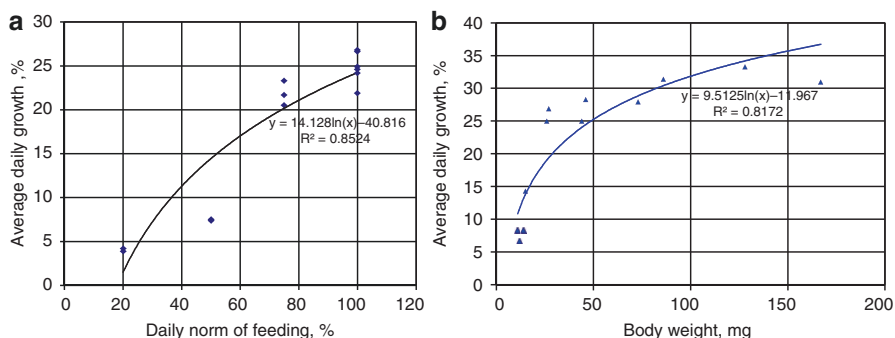 a
30
25
20
15
10
5
0
0 20 40 60 80 100 120
Average daily growth ,%
Daily norm of feeding, %
y = 14.128ln(x)–40.816
R² = 0.8524
b
40
35
30
25
20
15
10
5
0
0 50 100 150 200
Average daily growth, %
Body weight, mg
y = 9.5125ln(x)–11.967
R² = 0.8172